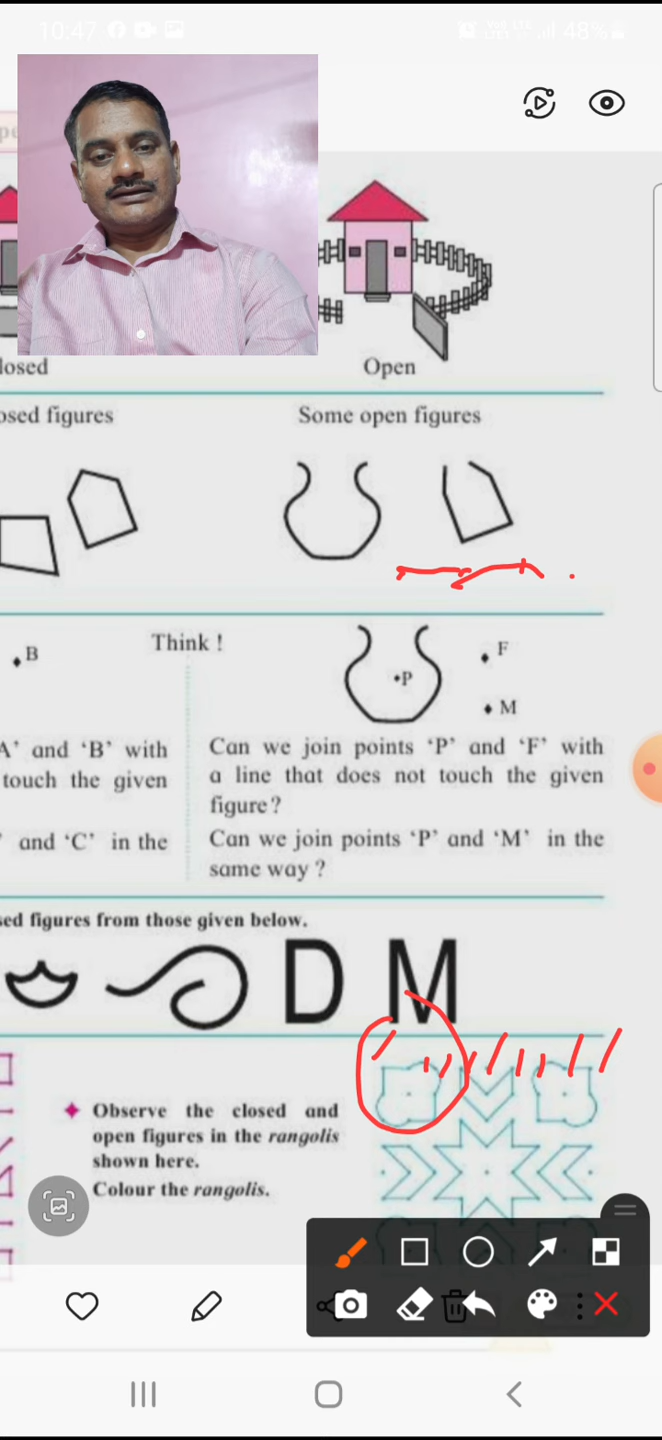 10:47
48%
losed
Open
osed figures
Some open figures
B
Think !
P
F
M
A' and 'B' with
touch the given
' and 'C' in the
Can we join points 'P' and 'F' with
a line that does not touch the given
figure?
Can we join points 'P' and 'M' in the
same way ?
sed figures from those given below.
D M
Observe the closed and
open figures in the rangolis
shown here.
Colour the rangolis.